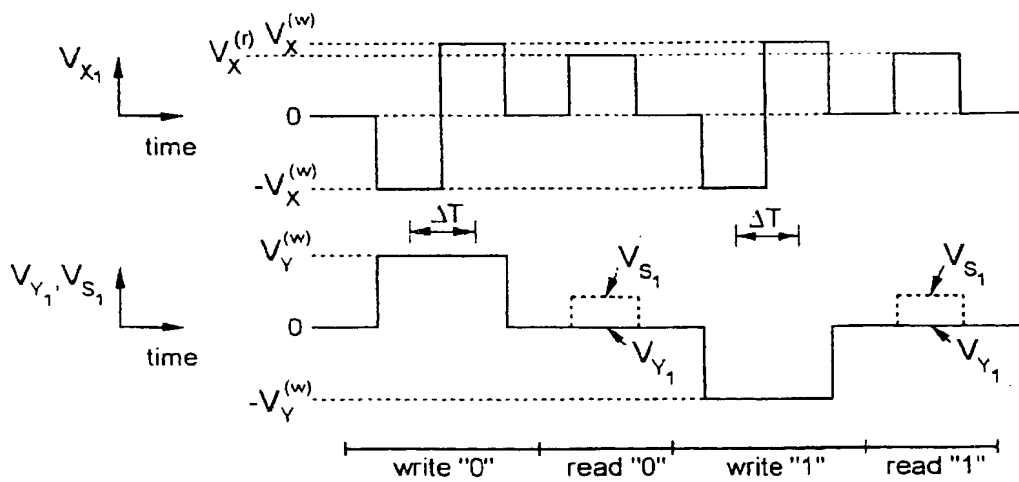 V_X^(w)
V_X^(r)
V_X₁
0
time
-V_X^(w)
ΔT ΔT
V_Y^(w)
V_S₁ V_S₁
V_Y₁, V_S₁
0
time
V_Y₁ V_Y₁
-V_Y^(w)
write "0" read "0" write "1" read "1"